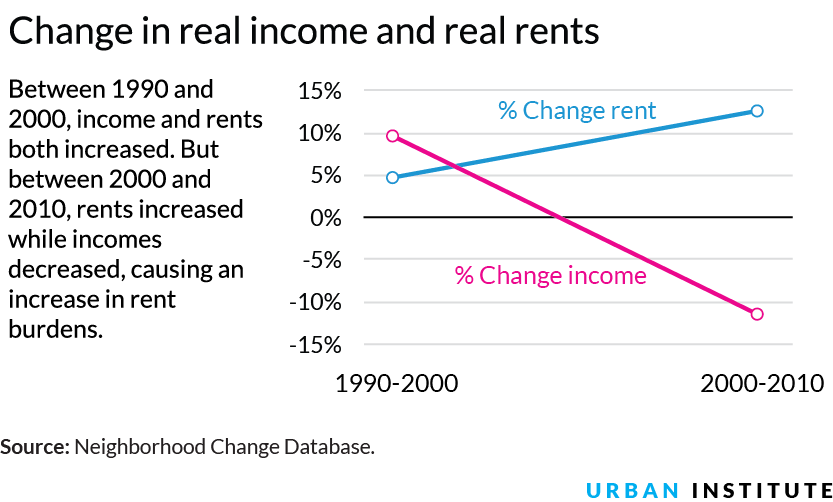 Change in real income and real rents
Between 1990 and
2000, income and rents
both increased. But
between 2000 and
2010, rents increased
while incomes
decreased, causing an
increase in rent
burdens.
15%
10%
5%
0%
-5%
-10%
-15%
% Change rent
% Change income
1990-2000
2000-2010
Source: Neighborhood Change Database.
URBAN INSTITUTE